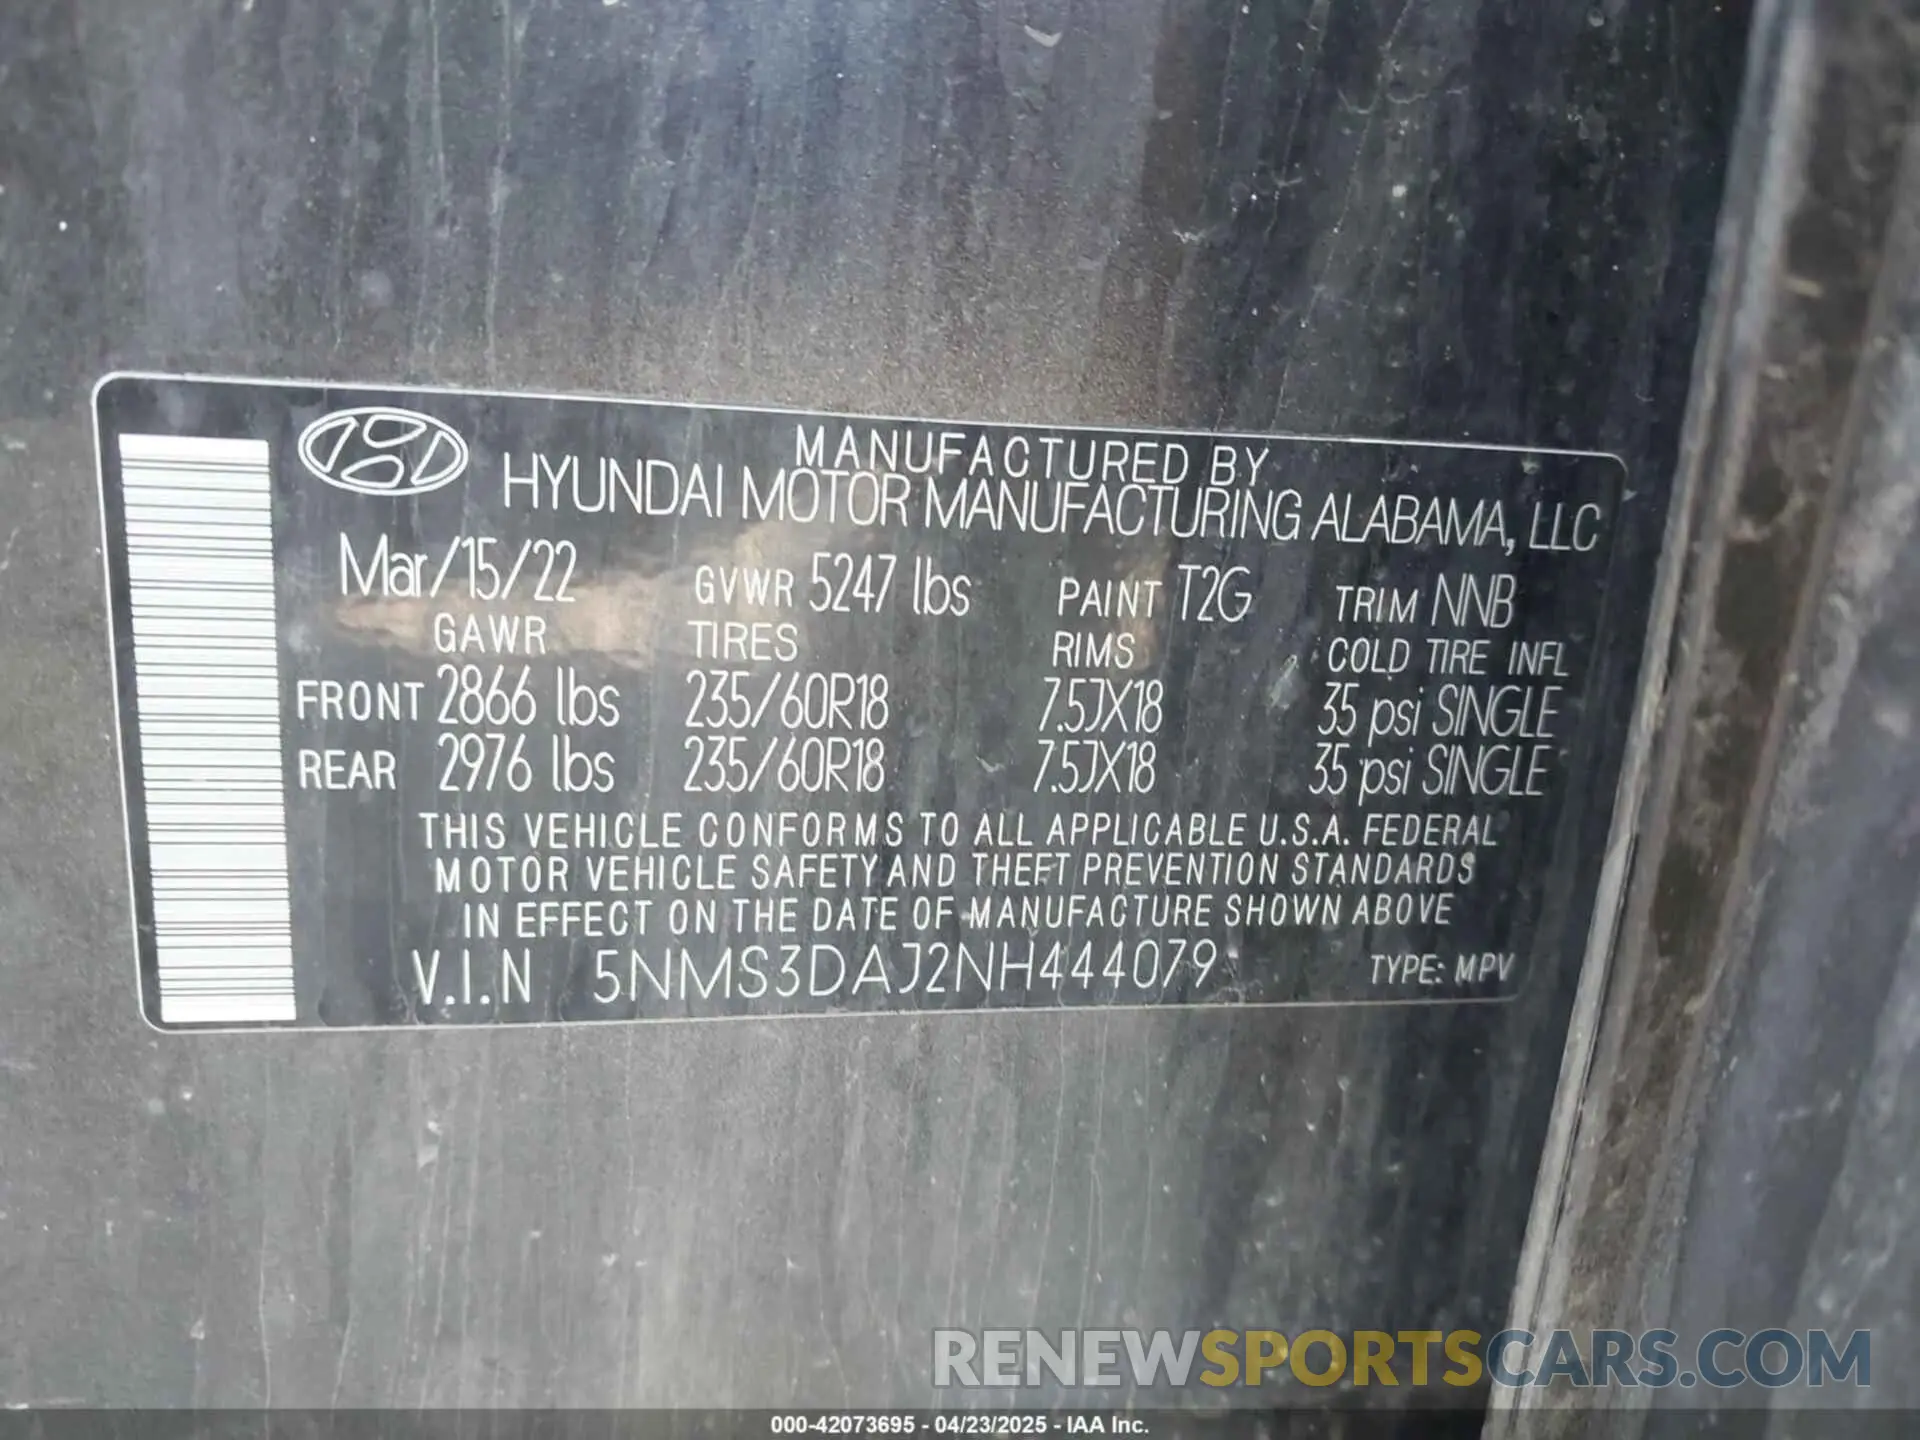 MANUFACTURED BY
HYUNDAI MOTOR MANUFACTURING ALABAMA, LLC
Mar/15/22 GVWR 5247 lbs PAINT T2G TRIM NNB
GAWR TIRES RIMS COLD TIRE INFL
FRONT 2866 lbs 235/60R18 7.5JX18 35 psi SINGLE
REAR 2976 lbs 235/60R18 7.5JX18 35 psi SINGLE
THIS VEHICLE CONFORMS TO ALL APPLICABLE U.S.A. FEDERAL
MOTOR VEHICLE SAFETY AND THEFT PREVENTION STANDARDS
IN EFFECT ON THE DATE OF MANUFACTURE SHOWN ABOVE
V.I.N 5NMS3DAJ2NH444079 TYPE: MPV
RENEWSPORTSCARS.COM
000-42073695 - 04/23/2025 - IAA Inc.